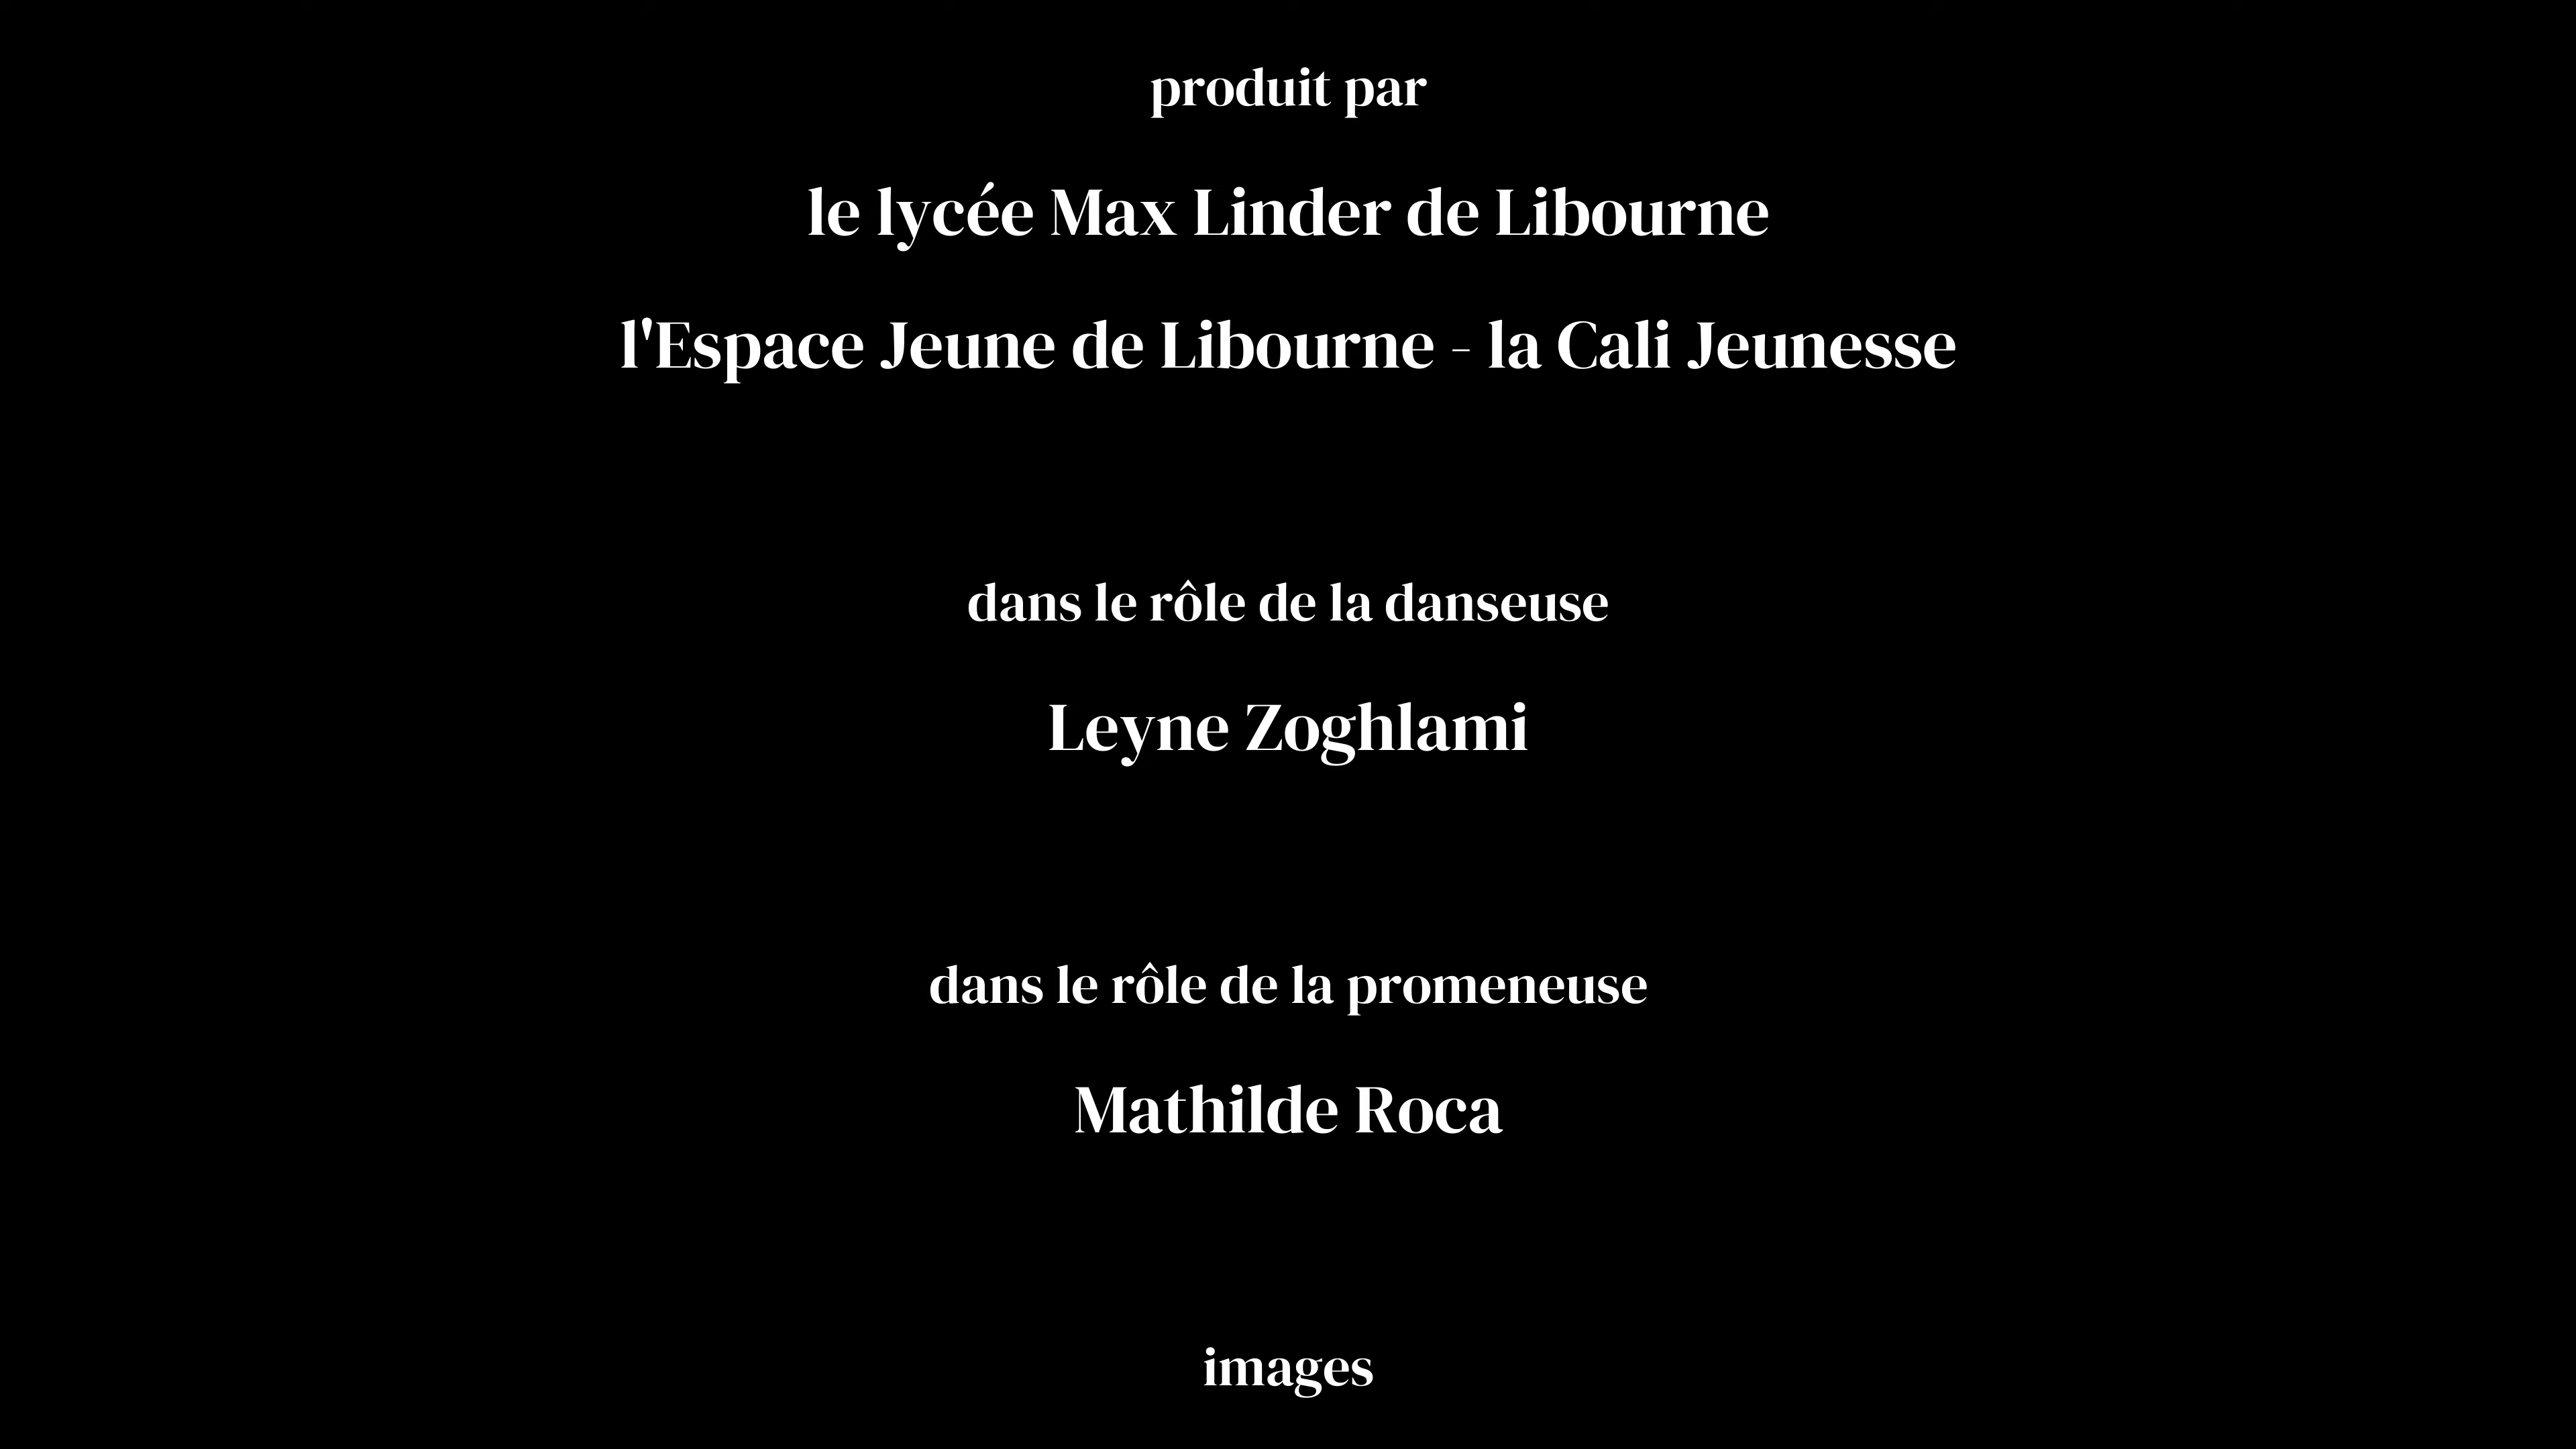 produit par
le lycée Max Linder de Libourne
l'Espace Jeune de Libourne - la Cali Jeunesse
dans le rôle de la danseuse
Leyne Zoghlami
dans le rôle de la promeneuse
Mathilde Roca
images